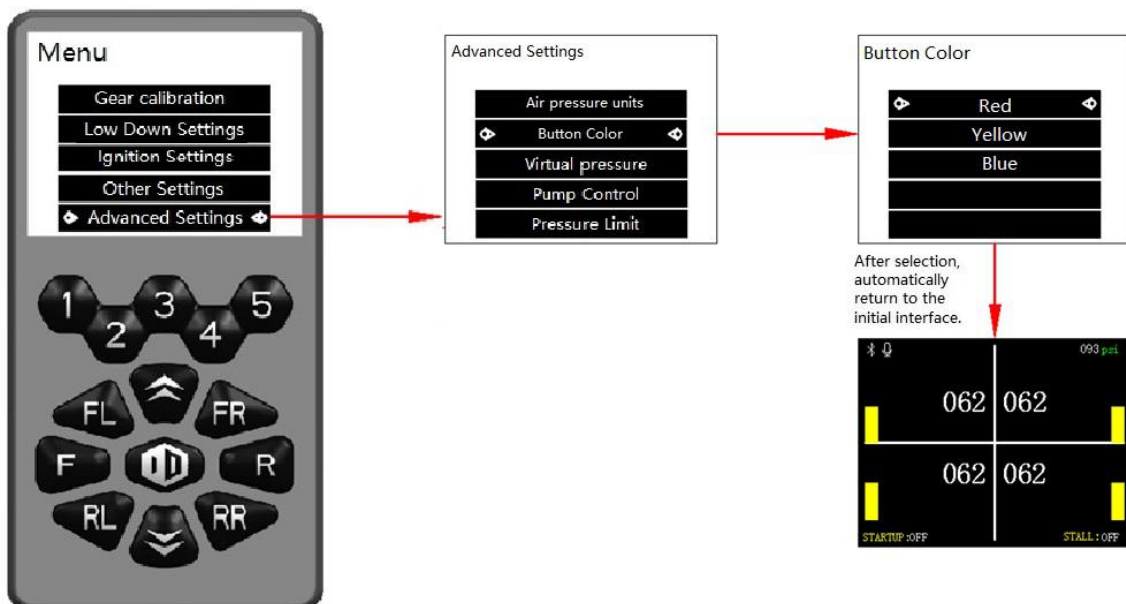 Menu
Gear calibration
Low Down Settings
Ignition Settings
Other Settings
Advanced Settings
1
2
3
4
5
FL
FR
F
R
RL
RR
Advanced Settings
Air pressure units
Button Color
Virtual pressure
Pump Control
Pressure Limit
Button Color
Red
Yellow
Blue
After selection,
automatically
return to the
initial interface.
093 psi
062 062
062 062
STARTUP:OFF
STALL:OFF